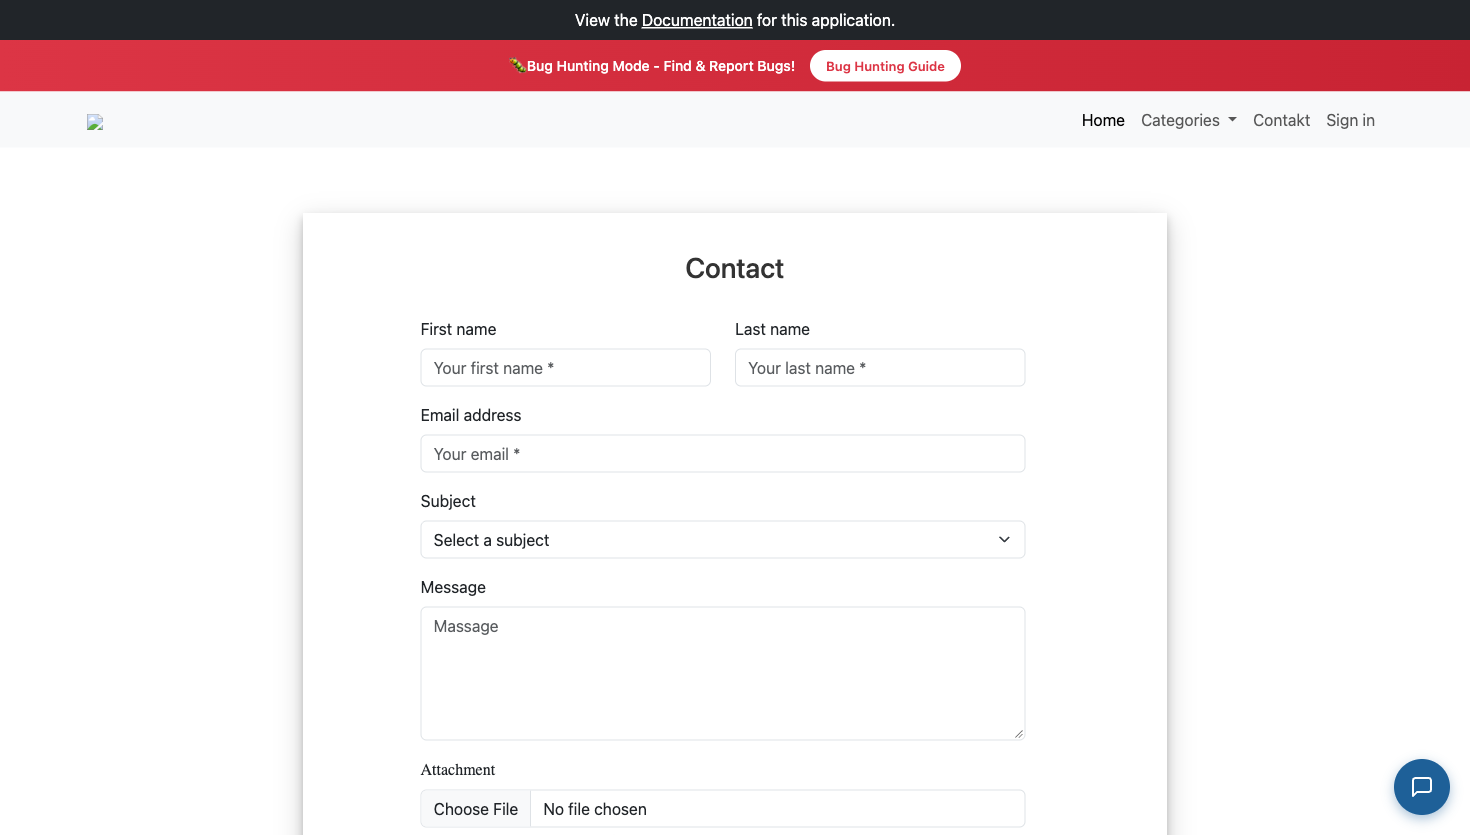 View the Documentation for this application.
🐛Bug Hunting Mode - Find & Report Bugs! Bug Hunting Guide
Home Categories Contakt Sign in
Contact
First name Last name
Your first name * Your last name *
Email address
Your email *
Subject
Select a subject
Message
Massage
Attachment
Choose File No file chosen